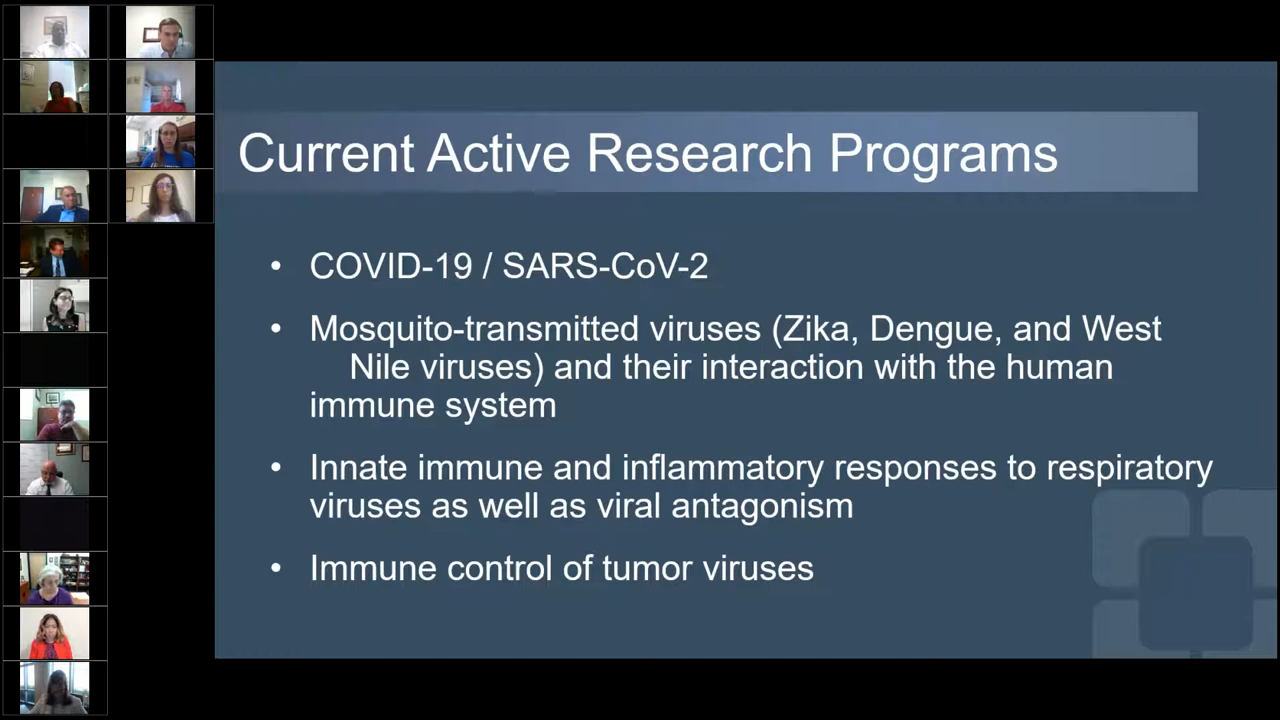 Current Active Research Programs
• COVID-19 / SARS-CoV-2
• Mosquito-transmitted viruses (Zika, Dengue, and West
Nile viruses) and their interaction with the human
immune system
• Innate immune and inflammatory responses to respiratory
viruses as well as viral antagonism
• Immune control of tumor viruses